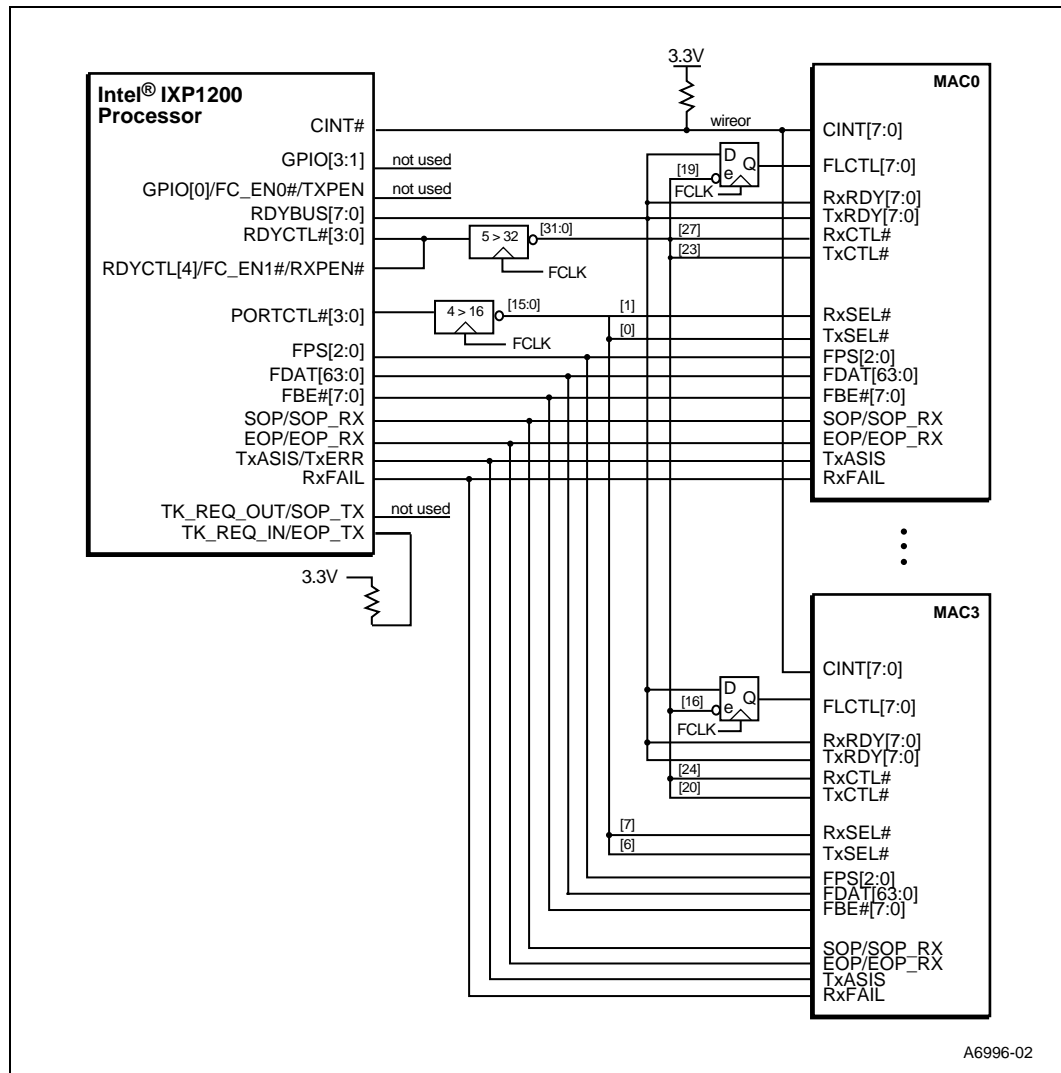 Intel® IXP1200
Processor
CINT#
GPIO[3:1]
not used
GPIO[0]/FC_EN0#/TXPEN
not used
RDYBUS[7:0]
RDYCTL#[3:0]
RDYCTL[4]/FC_EN1#/RXPEN#
5 > 32
[31:0]
FCLK
PORTCTL#[3:0]
4 > 16
[15:0]
FCLK
FPS[2:0]
FDAT[63:0]
FBE#[7:0]
SOP/SOP_RX
EOP/EOP_RX
TxASIS/TxERR
RxFAIL
TK_REQ_OUT/SOP_TX
not used
TK_REQ_IN/EOP_TX
3.3V
3.3V
wireor
D
Q
e
[19]
FCLK
[27]
[23]
[1]
[0]
MAC0
CINT[7:0]
FLCTL[7:0]
RxRDY[7:0]
TxRDY[7:0]
RxCTL#
TxCTL#
RxSEL#
TxSEL#
FPS[2:0]
FDAT[63:0]
FBE#[7:0]
SOP/SOP_RX
EOP/EOP_RX
TxASIS
RxFAIL
D
Q
e
[16]
FCLK
[24]
[20]
[7]
[6]
MAC3
CINT[7:0]
FLCTL[7:0]
RxRDY[7:0]
TxRDY[7:0]
RxCTL#
TxCTL#
RxSEL#
TxSEL#
FPS[2:0]
FDAT[63:0]
FBE#[7:0]
SOP/SOP_RX
EOP/EOP_RX
TxASIS
RxFAIL
A6996-02